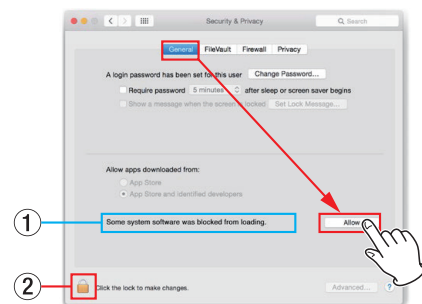 Security & Privacy
Search
General FileVault Firewall Privacy
A login password has been set for this user Change Password...
Require password 5 minutes after sleep or screen saver begins
Show a message when the screen is locked Set Lock Message...
Allow apps downloaded from:
App Store
App Store and identified developers
1 Some system software was blocked from loading. Allow
2 Click the lock to make changes. Advanced... ?